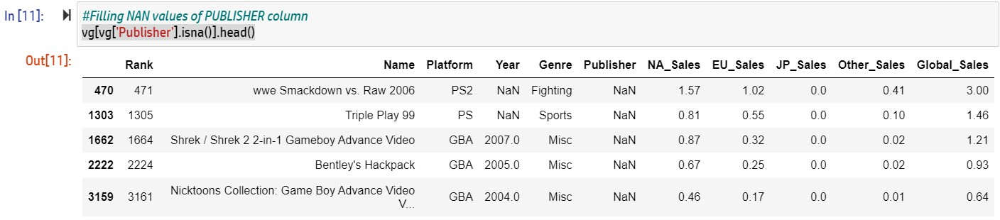 In [11]:
#Filling NAN values of PUBLISHER column
vg[vg['Publisher'].isna()].head()
Out[11]:
Rank Name Platform Year Genre Publisher NA_Sales EU_Sales JP_Sales Other_Sales Global_Sales
470 471 wwe Smackdown vs. Raw 2006 PS2 NaN Fighting NaN 1.57 1.02 0.0 0.41 3.00
1303 1305 Triple Play 99 PS NaN Sports NaN 0.81 0.55 0.0 0.10 1.46
1662 1664 Shrek / Shrek 2 2-in-1 Gameboy Advance Video GBA 2007.0 Misc NaN 0.87 0.32 0.0 0.02 1.21
2222 2224 Bentley's Hackpack GBA 2005.0 Misc NaN 0.67 0.25 0.0 0.02 0.93
3159 3161 Nicktoons Collection: Game Boy Advance Video GBA 2004.0 Misc NaN 0.46 0.17 0.0 0.01 0.64
V...